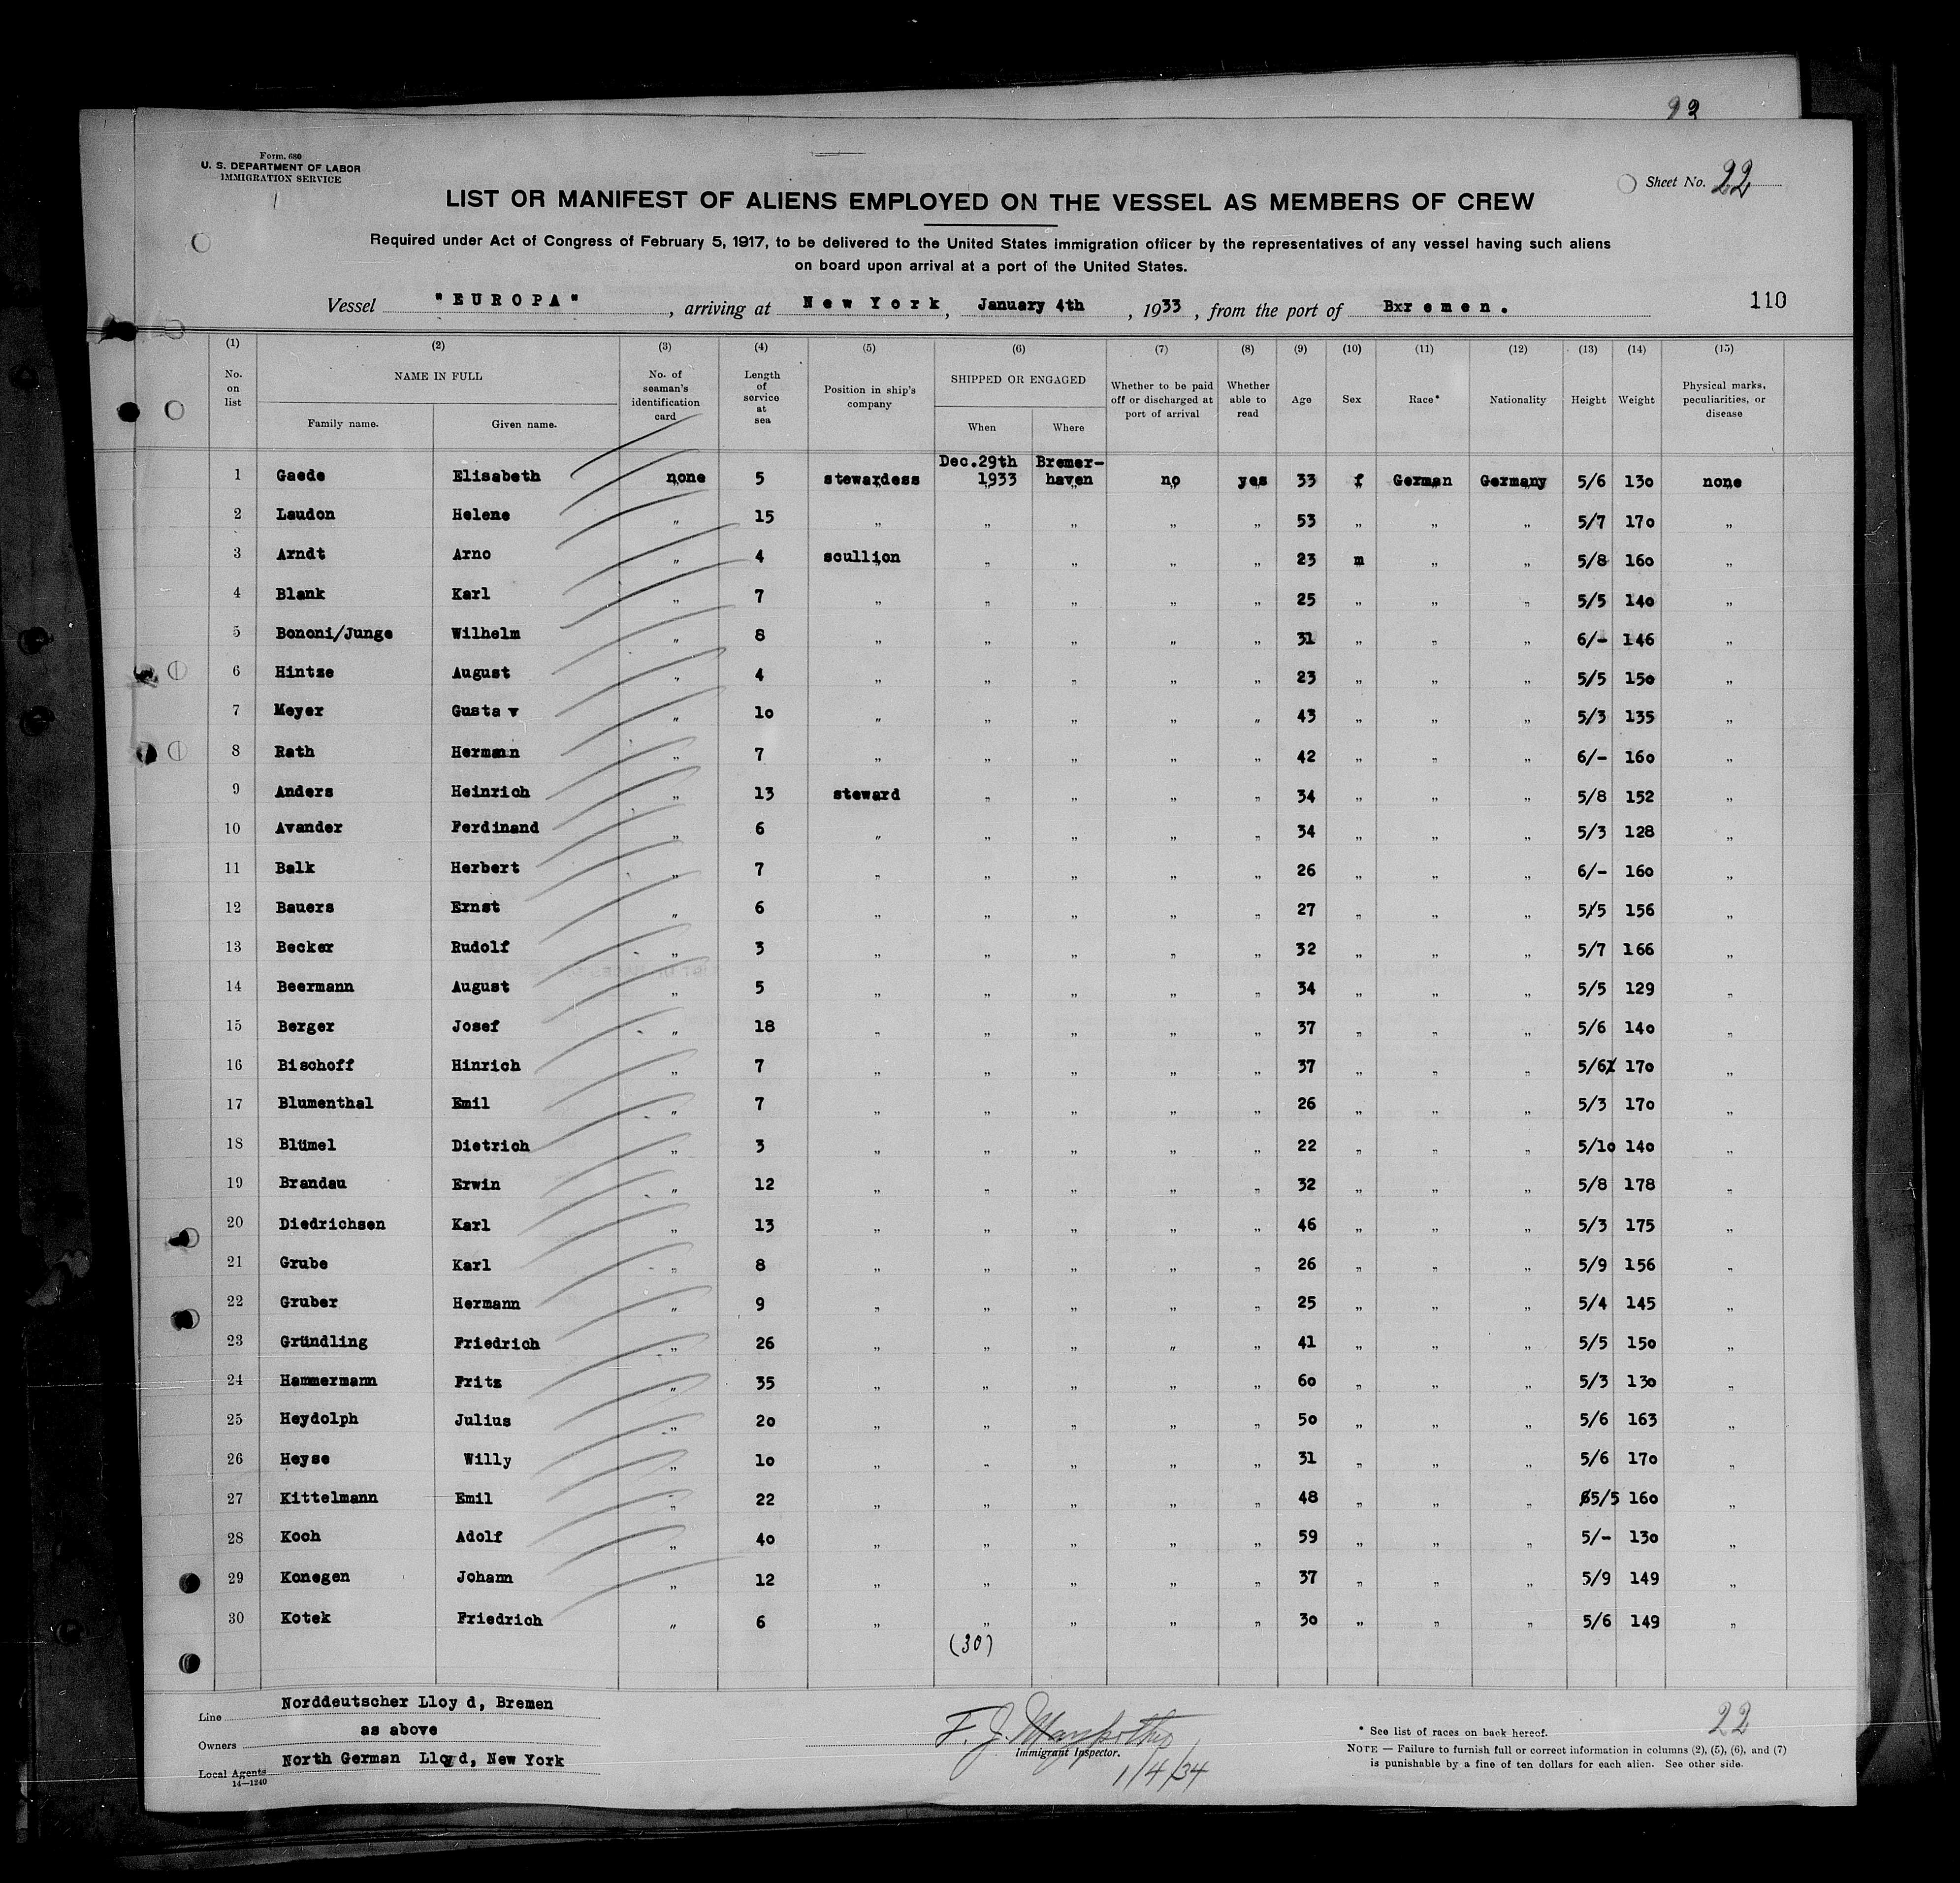 23
Form. 680
U. S. DEPARTMENT OF LABOR
IMMIGRATION SERVICE
Sheet No. 22
LIST OR MANIFEST OF ALIENS EMPLOYED ON THE VESSEL AS MEMBERS OF CREW
Required under Act of Congress of February 5, 1917, to be delivered to the United States immigration officer by the representatives of any vessel having such aliens
on board upon arrival at a port of the United States.
Vessel "EUROPA", arriving at New York, January 4th, 1933, from the port of Bxremen. 110
(1) (2) (3) (4) (5) (6) (7) (8) (9) (10) (11) (12) (13) (14) (15)
No. on list NAME IN FULL Family name. Given name. No. of seaman's identification card Length of service at sea Position in ship's company SHIPPED OR ENGAGED When Where Whether to be paid off or discharged at port of arrival Whether able to read Age Sex Race* Nationality Height Weight Physical marks, peculiarities, or disease
1 Gaede Elisabeth none 5 stewardess Dec.29th 1933 Bremer-haven no yes 33 f German Germany 5/6 130 none
2 Laudon Helene " 15 " " " " " 53 " " " 5/7 170 "
3 Arndt Arno " 4 scullion " " " " 23 m " " 5/8 160 "
4 Blank Karl " 7 " " " " " 25 " " " 5/5 140 "
5 Bononi/Junge Wilhelm " 8 " " " " " 31 " " " 6/- 146 "
6 Hintze August " 4 " " " " " 23 " " " 5/5 150 "
7 Meyer Gusta v " 10 " " " " " 43 " " " 5/3 135 "
8 Rath Hermann " 7 " " " " " 42 " " " 6/- 160 "
9 Anders Heinrich " 13 steward " " " " 34 " " " 5/8 152 "
10 Avander Ferdinand " 6 " " " " " 34 " " " 5/3 128 "
11 Balk Herbert " 7 " " " " " 26 " " " 6/- 160 "
12 Bauers Ernst " 6 " " " " " 27 " " " 5/5 156 "
13 Becker Rudolf " 3 " " " " " 32 " " " 5/7 166 "
14 Beermann August " 5 " " " " " 34 " " " 5/5 129 "
15 Berger Josef " 18 " " " " " 37 " " " 5/6 140 "
16 Bischoff Hinrich " 7 " " " " " 37 " " " 5/6 170 "
17 Blumenthal Emil " 7 " " " " " 26 " " " 5/3 170 "
18 Blümel Dietrich " 3 " " " " " 22 " " " 5/10 140 "
19 Brandau Erwin " 12 " " " " " 32 " " " 5/8 178 "
20 Diedrichsen Karl " 13 " " " " " 46 " " " 5/3 175 "
21 Grube Karl " 8 " " " " " 26 " " " 5/9 156 "
22 Gruber Hermann " 9 " " " " " 25 " " " 5/4 145 "
23 Gründling Friedrich " 26 " " " " " 41 " " " 5/5 150 "
24 Hammermann Fritz " 35 " " " " " 60 " " " 5/3 130 "
25 Heydolph Julius " 20 " " " " " 50 " " " 5/6 163 "
26 Heyse Willy " 10 " " " " " 31 " " " 5/6 170 "
27 Kittelmann Emil " 22 " " " " " 48 " " " 5/5 160 "
28 Koch Adolf " 40 " " " " " 59 " " " 5/- 130 "
29 Konegen Johann " 12 " " " " " 37 " " " 5/9 149 "
30 Kotek Friedrich " 6 " " " " " 30 " " " 5/6 149 "
(30)
Line Norddeutscher Lloy d, Bremen
Owners as above
Local Agents North German Lloyd, New York
14—1240
F. J.
Immigrant Inspector.
1/4/34
22
* See list of races on back hereof.
NOTE — Failure to furnish full or correct information in columns (2), (5), (6), and (7)
is punishable by a fine of ten dollars for each alien. See other side.